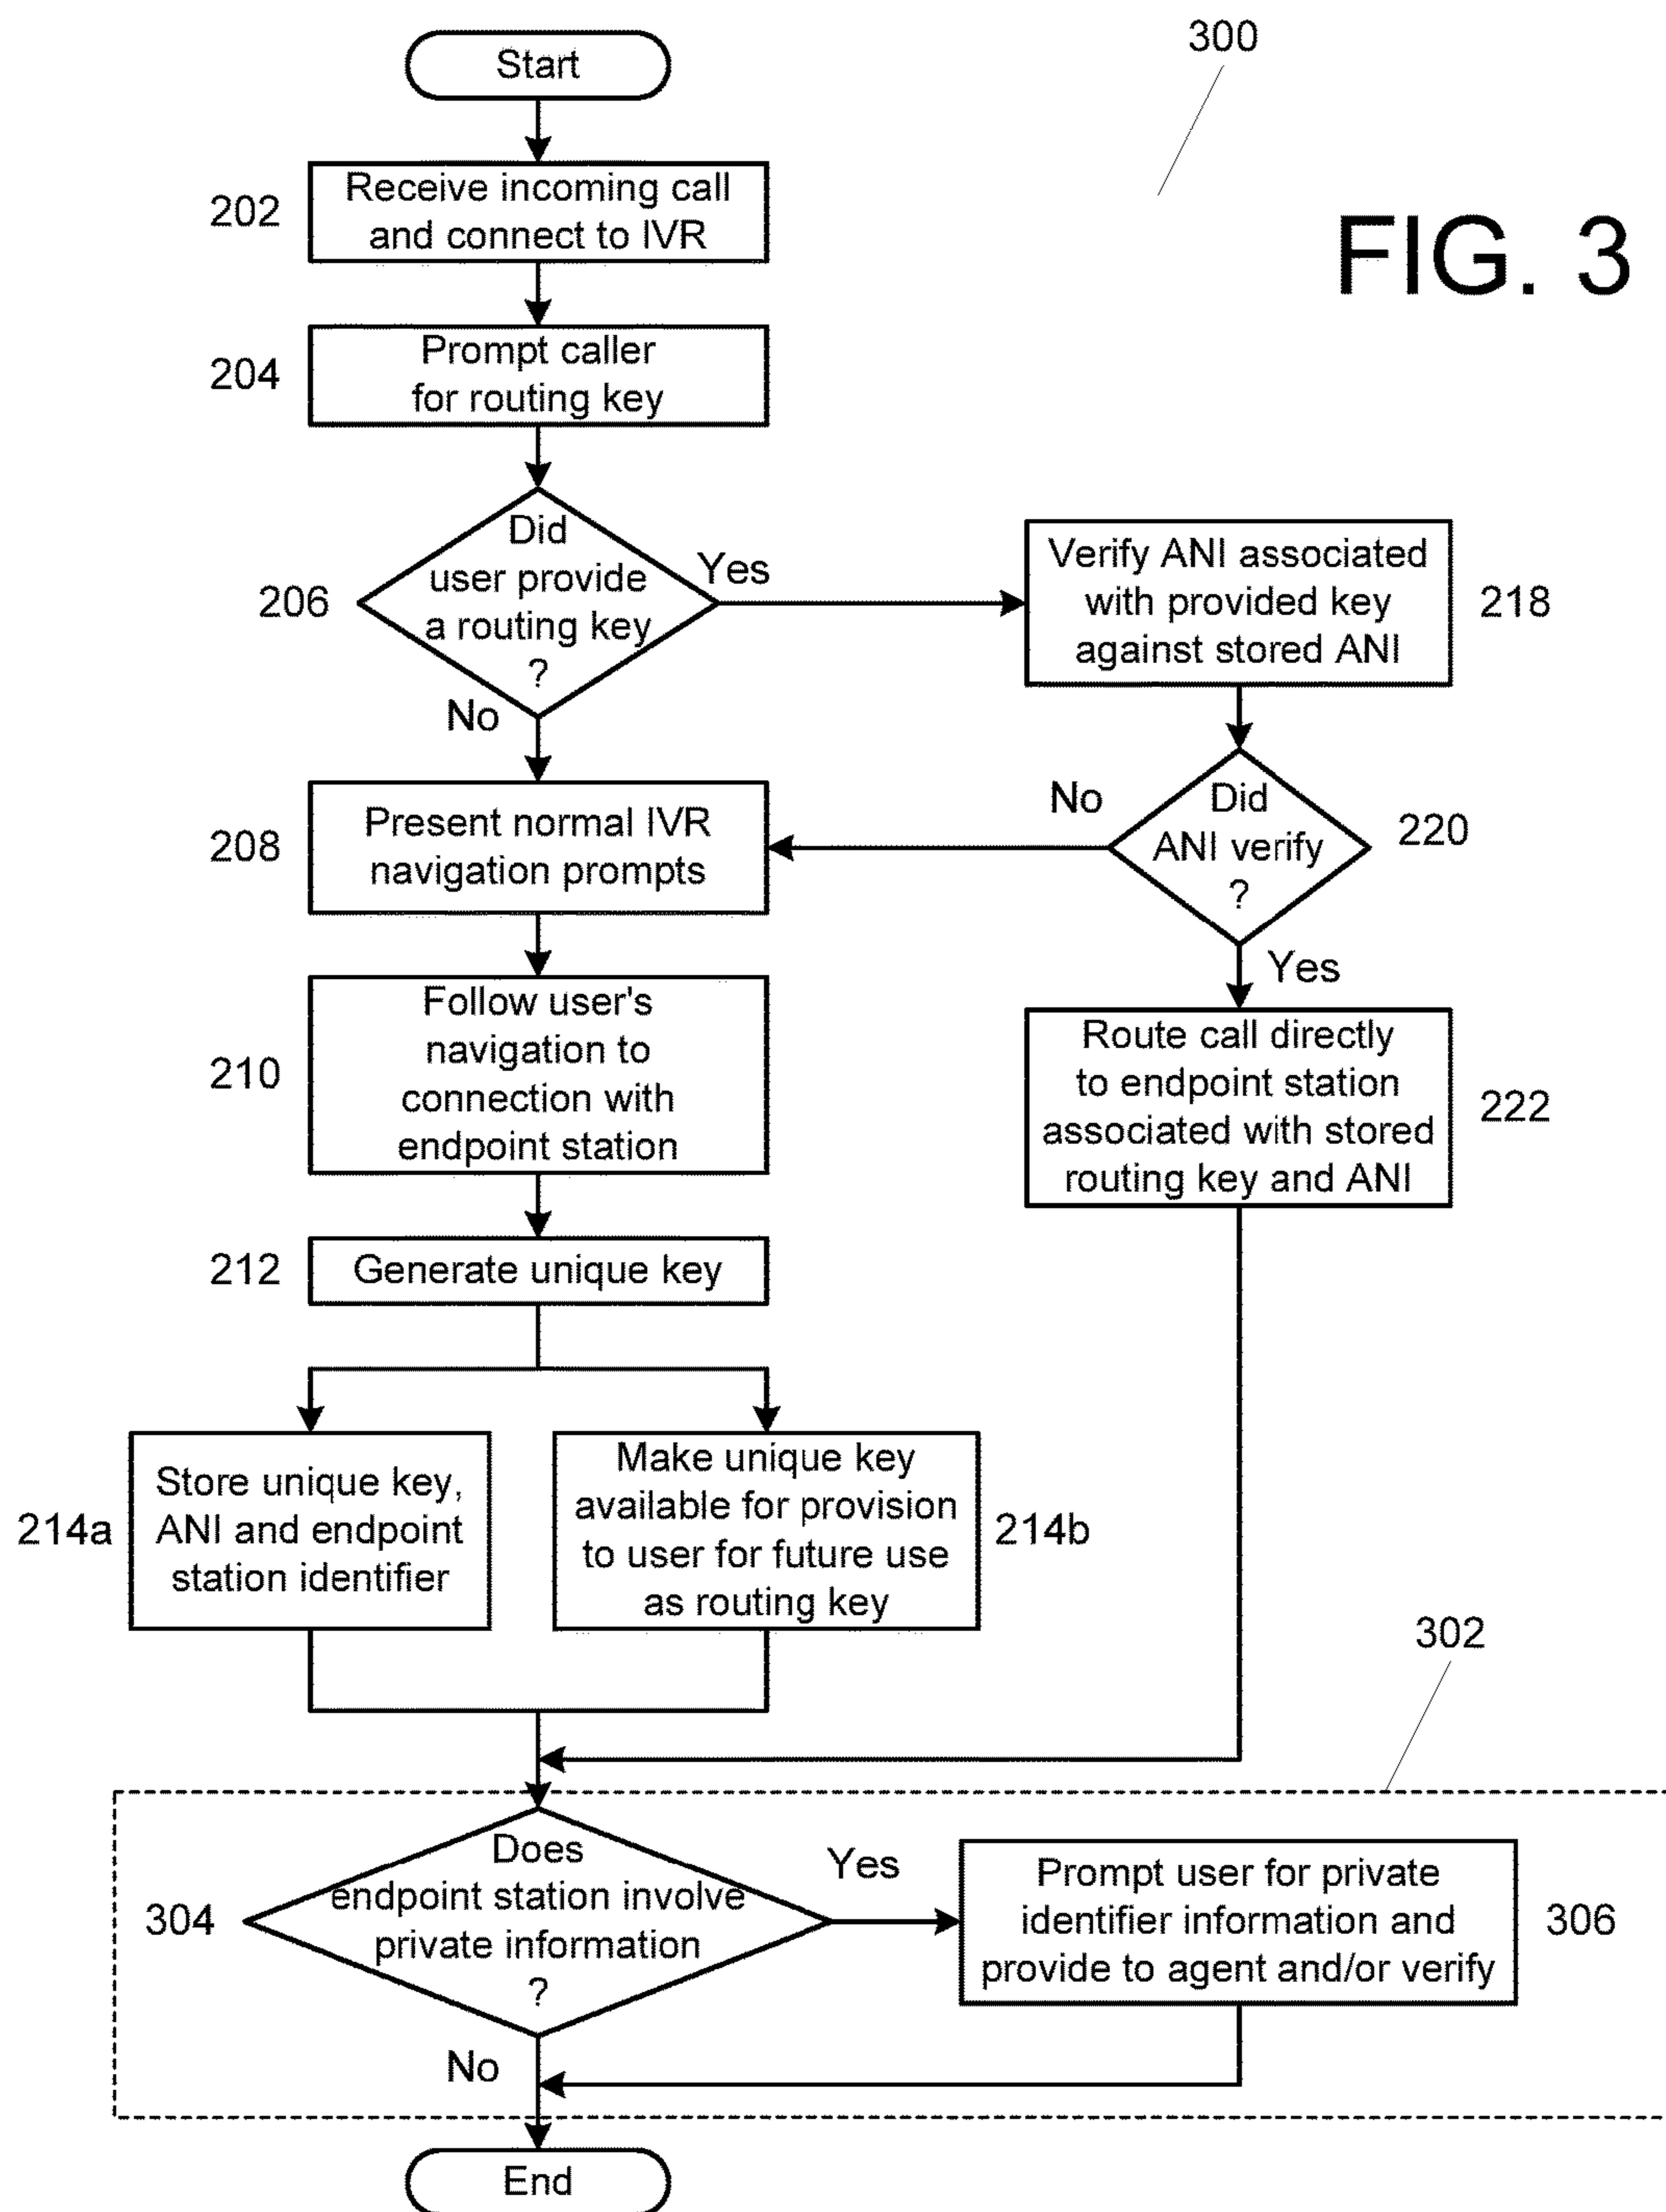 300
FIG. 3
Start
202
Receive incoming call
and connect to IVR
204
Prompt caller
for routing key
206
Did
user provide
a routing key
?
Yes
No
Verify ANI associated
with provided key
against stored ANI
218
208
Present normal IVR
navigation prompts
No
Did
ANI verify
?
220
Yes
210
Follow user's
navigation to
connection with
endpoint station
Route call directly
to endpoint station
associated with stored
routing key and ANI
222
212
Generate unique key
214a
Store unique key,
ANI and endpoint
station identifier
Make unique key
available for provision
to user for future use
as routing key
214b
302
304
Does
endpoint station involve
private information
?
Yes
No
Prompt user for private
identifier information and
provide to agent and/or verify
306
End